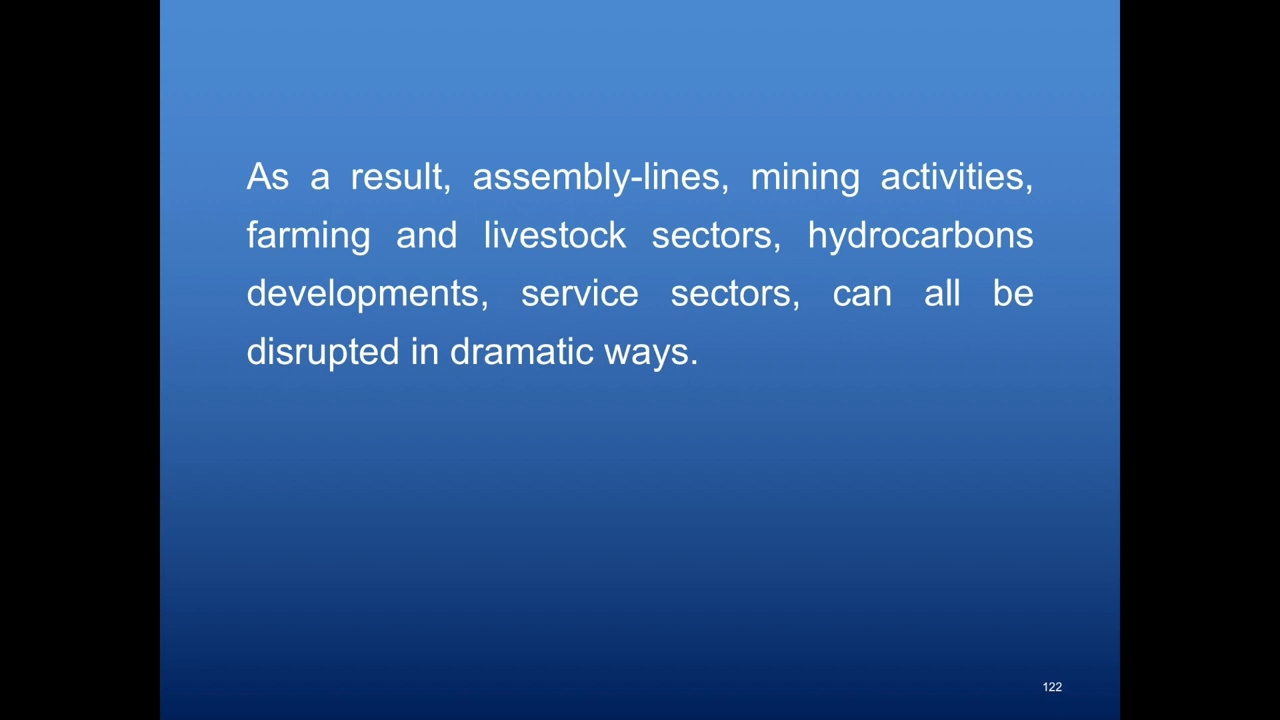 As a result, assembly-lines, mining activities,
farming and livestock sectors, hydrocarbons
developments, service sectors, can all be
disrupted in dramatic ways.
122